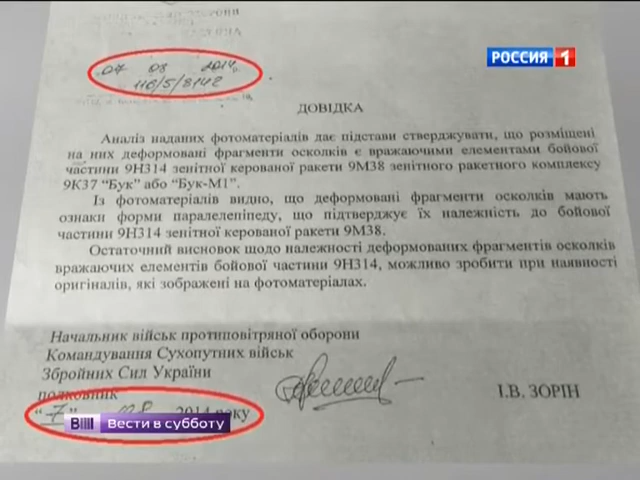 РОССИЯ 1
07 08 2014
116/5/8142
ДОВІДКА
Аналіз наданих фотоматеріалів дає підстави стверджувати, що розміщені
на них деформовані фрагменти осколків є вражаючими елементами бойової
частини 9Н314 зенітної керованої ракети 9М38 зенітного ракетного комплексу
9К37 “Бук” або “Бук-М1”.
Із фотоматеріалів видно, що деформовані фрагменти осколків мають
ознаки форми паралелепіпеду, що підтверджує їх належність до бойової
частини 9Н314 зенітної керованої ракети 9М38.
Остаточний висновок щодо належності деформованих фрагментів осколків
вражаючих елементів бойової частини 9Н314, можливо зробити при наявності
оригіналів, які зображені на фотоматеріалах.
Начальник військ протиповітряної оборони
Командування Сухопутних військ
Збройних Сил України
полковник
І.В. ЗОРІН
“7” 08 2014 року
Вести в субботу